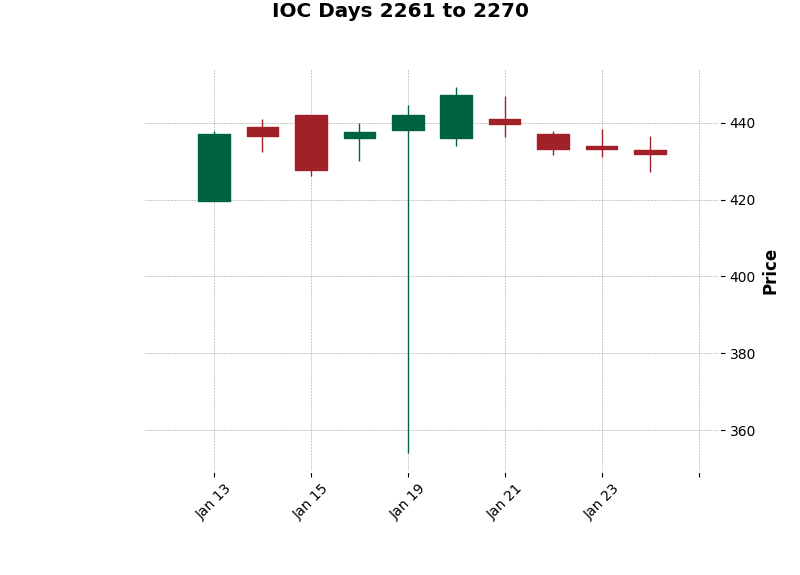 IOC Days 2261 to 2270
440
420
400
380
360
Price
Jan 13
Jan 15
Jan 19
Jan 21
Jan 23